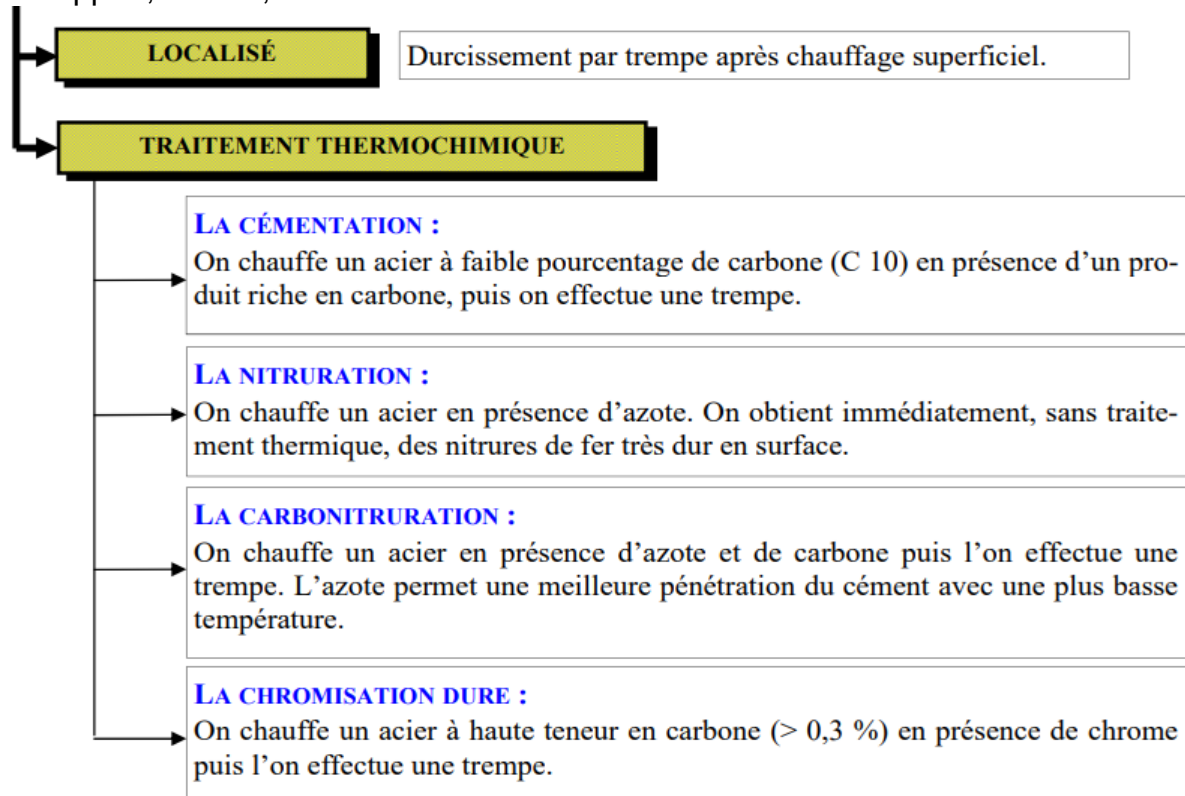 LOCALISÉ
Durcissement par trempe après chauffage superficiel.
TRAITEMENT THERMOCHIMIQUE
LA CÉMENTATION :
On chauffe un acier à faible pourcentage de carbone (C 10) en présence d’un pro-
duit riche en carbone, puis on effectue une trempe.
LA NITRURATION :
On chauffe un acier en présence d’azote. On obtient immédiatement, sans traite-
ment thermique, des nitrures de fer très dur en surface.
LA CARBONITRURATION :
On chauffe un acier en présence d’azote et de carbone puis l’on effectue une
trempe. L’azote permet une meilleure pénétration du cément avec une plus basse
température.
LA CHROMISATION DURE :
On chauffe un acier à haute teneur en carbone (> 0,3 %) en présence de chrome
puis l’on effectue une trempe.